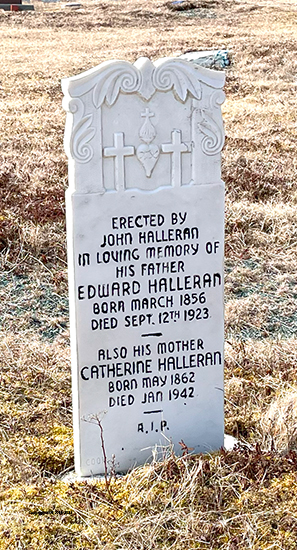 ERECTED BY
JOHN HALLERAN
IN LOVING MEMORY OF
HIS FATHER
EDWARD HALLERAN
BORN MARCH 1856
DIED SEPT. 12TH 1923.
ALSO HIS MOTHER
CATHERINE HALLERAN
BORN MAY 1862
DIED JAN 1942.
R.I.P.